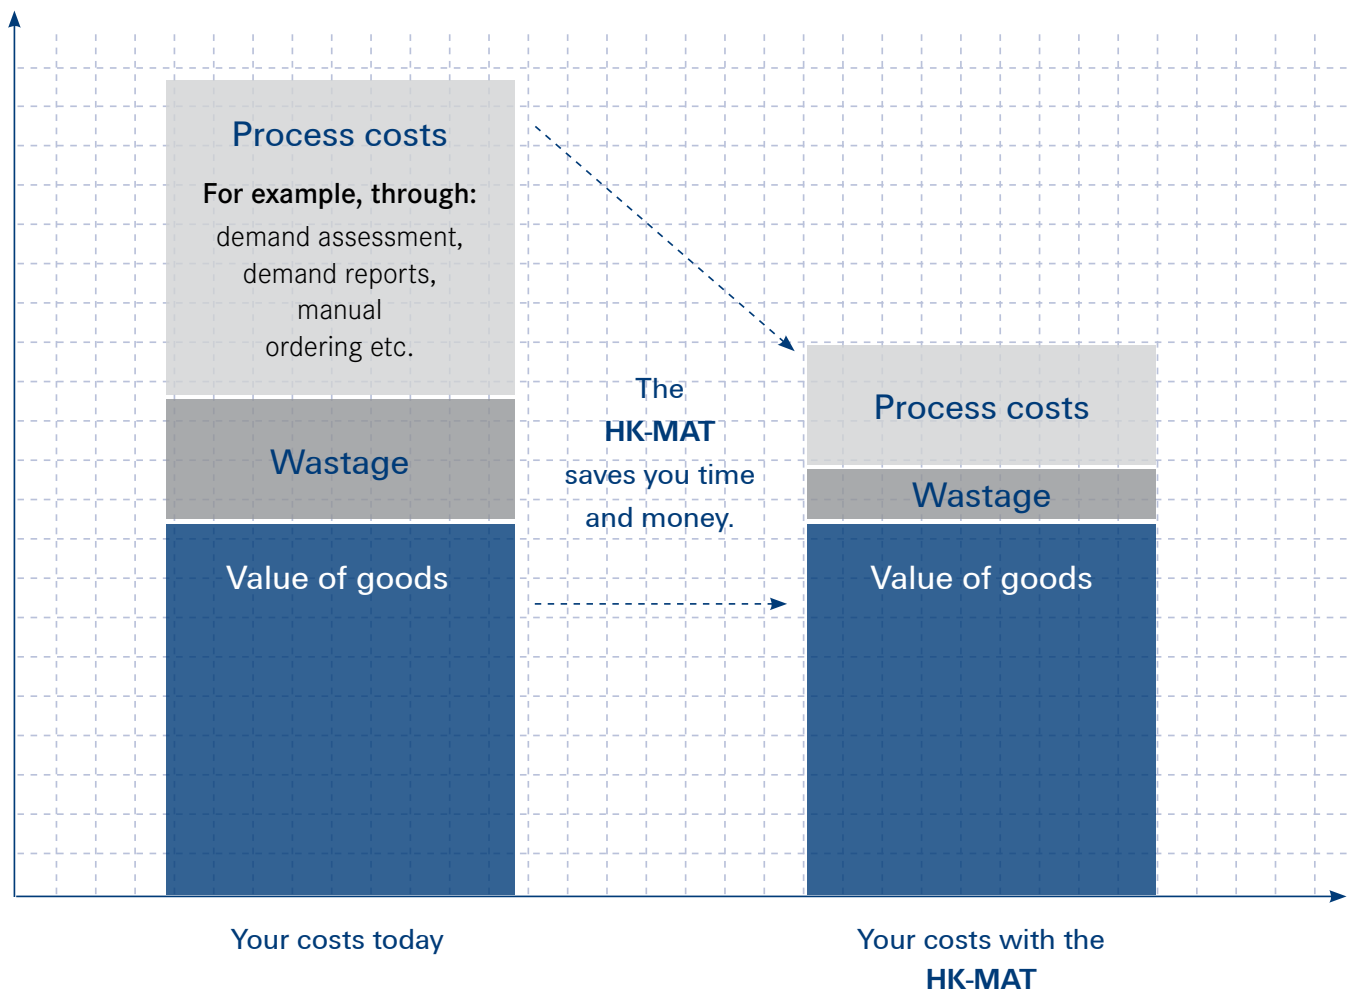 Process costs
For example, through:
demand assessment,
demand reports,
manual
ordering etc.
Wastage
Value of goods
The
HK-MAT
saves you time
and money.
Process costs
Wastage
Value of goods
Your costs today
Your costs with the
HK-MAT